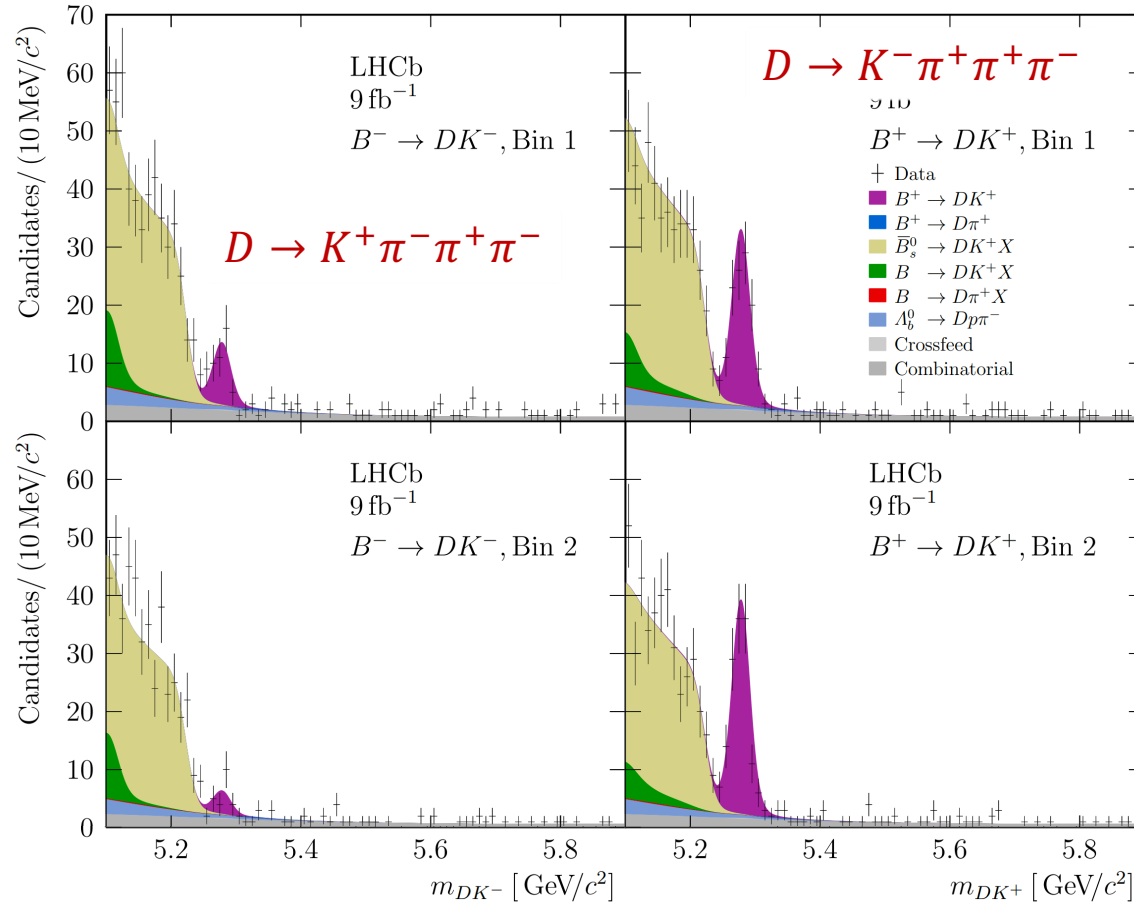 70
60
50
40
30
20
10
0
Candidates/ (10 MeV/c²)
LHCb
9 fb⁻¹
B⁻ → DK⁻, Bin 1
D → K⁺π⁻π⁺π⁻
D → K⁻π⁺π⁺π⁻
B⁺ → DK⁺, Bin 1
Data
B⁺ → DK⁺
B⁺ → Dπ⁺
B̅⁰ₛ → DK⁺X
B → DK⁺X
B → Dπ⁺X
Λ⁰_b → Dpπ⁻
Crossfeed
Combinatorial
60
50
40
30
20
10
0
Candidates/ (10 MeV/c²)
LHCb
9 fb⁻¹
B⁻ → DK⁻, Bin 2
LHCb
9 fb⁻¹
B⁺ → DK⁺, Bin 2
5.2 5.4 5.6 5.8
m_DK⁻ [ GeV/c²]
5.2 5.4 5.6 5.8
m_DK⁺ [ GeV/c²]